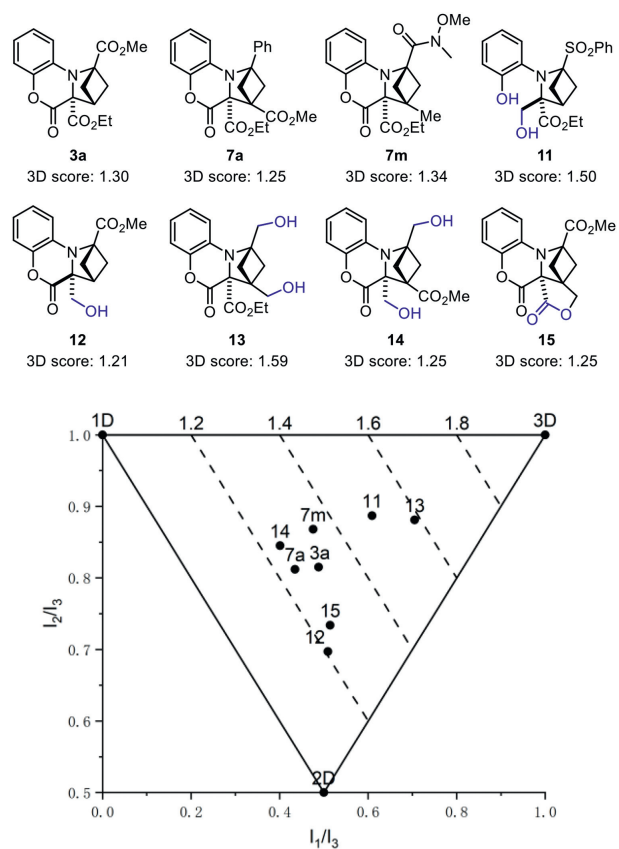 CO₂Me
N
O
O
CO₂Et
3a
3D score: 1.30
Ph
N
O
O
CO₂Me
CO₂Et
7a
3D score: 1.25
OMe
O
N
N
O
O
Me
CO₂Et
7m
3D score: 1.34
SO₂Ph
N
OH
CO₂Et
OH
11
3D score: 1.50
CO₂Me
N
O
O
OH
12
3D score: 1.21
OH
N
O
OH
O
CO₂Et
13
3D score: 1.59
OH
N
O
O
CO₂Me
OH
14
3D score: 1.25
CO₂Me
N
O
O
O
O
15
3D score: 1.25
1D 1.2 1.4 1.6 1.8 3D
1.0
0.9
0.8
0.7
0.6
0.5
I₂/I₃
11
13
7m
14
7a
3a
15
12
2D
0.0 0.2 0.4 0.6 0.8 1.0
I₁/I₃